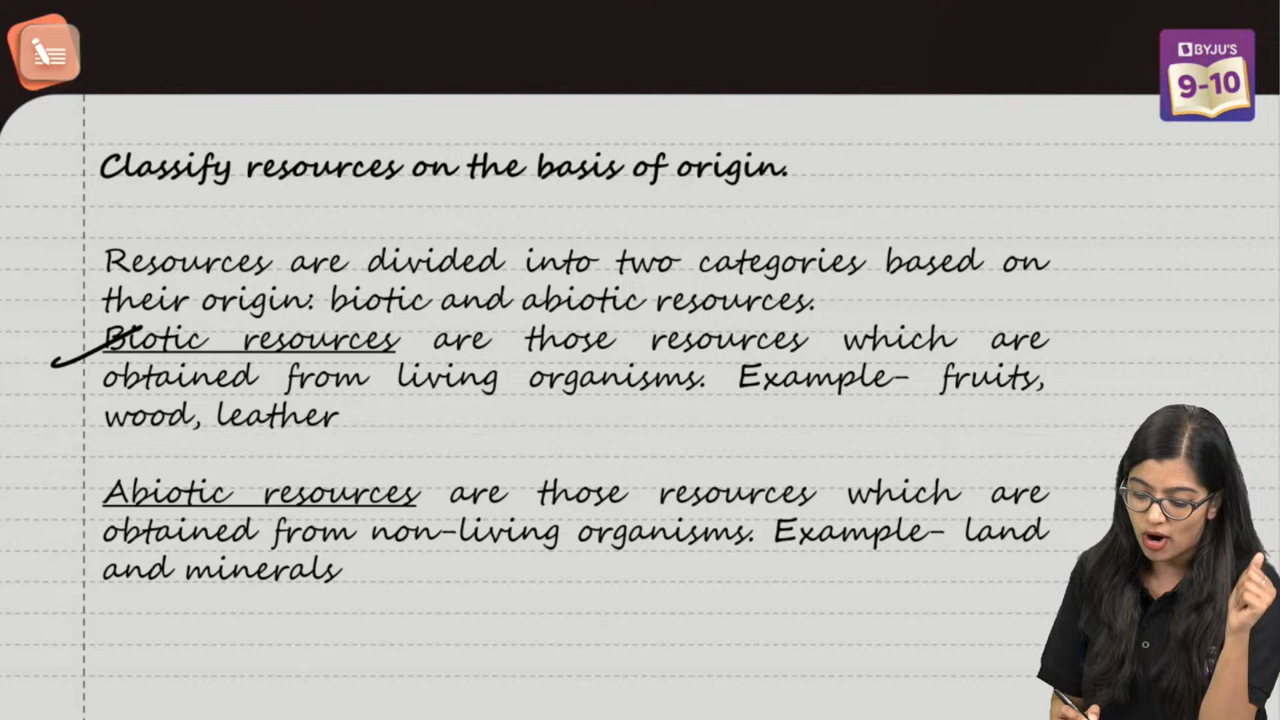 BYJU'S
9-10
Classify resources on the basis of origin.
Resources are divided into two categories based on
their origin: biotic and abiotic resources.
Biotic resources are those resources which are
obtained from living organisms. Example- fruits,
wood, leather
Abiotic resources are those resources which are
obtained from non-living organisms. Example- land
and minerals